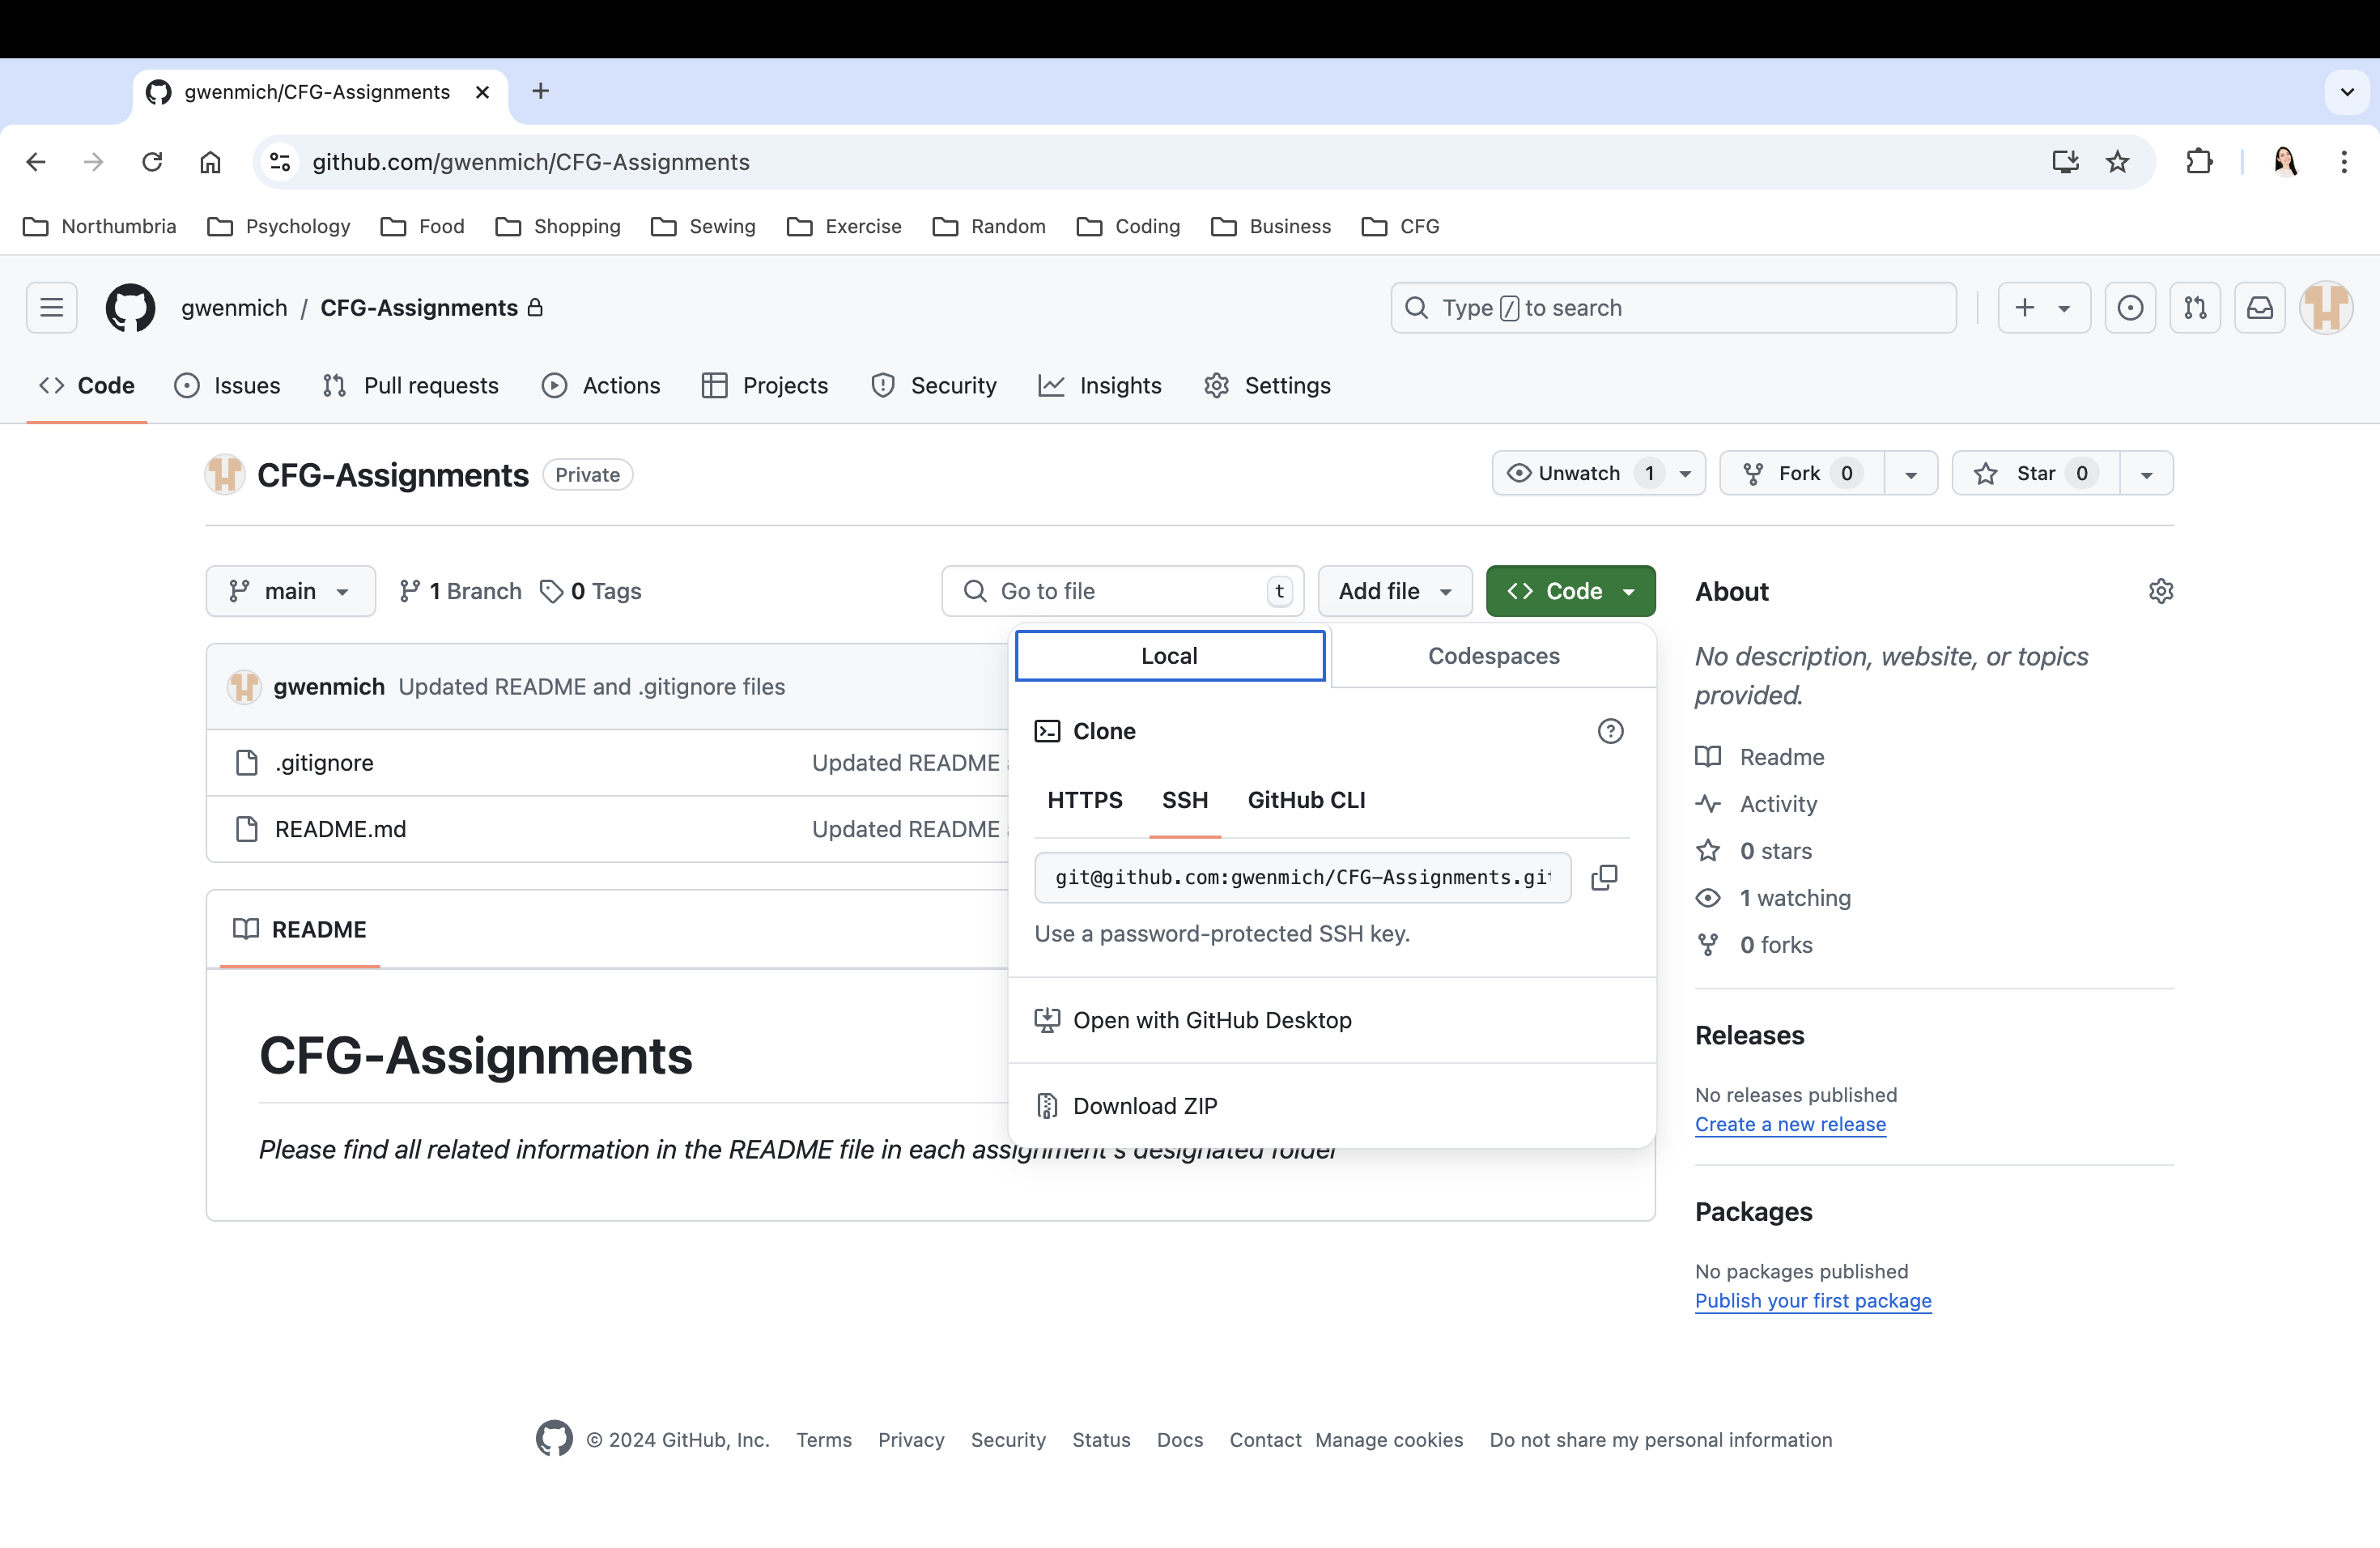 gwenmich/CFG-Assignments
github.com/gwenmich/CFG-Assignments
Northumbria Psychology Food Shopping Sewing Exercise Random Coding Business CFG
gwenmich / CFG-Assignments Type / to search
Code Issues Pull requests Actions Projects Security Insights Settings
CFG-Assignments Private Unwatch 1 Fork 0 Star 0
main 1 Branch 0 Tags Go to file t Add file Code About
Local Codespaces No description, website, or topics
provided.
gwenmich Updated README and .gitignore files
Clone
.gitignore Updated README Readme
HTTPS SSH GitHub CLI Activity
README.md Updated README
0 stars
git@github.com:gwenmich/CFG-Assignments.git 1 watching
README Use a password-protected SSH key. 0 forks
Open with GitHub Desktop Releases
CFG-Assignments
Download ZIP No releases published
Create a new release
Please find all related information in the README file in each assignment's designated folder
Packages
No packages published
Publish your first package
© 2024 GitHub, Inc. Terms Privacy Security Status Docs Contact Manage cookies Do not share my personal information